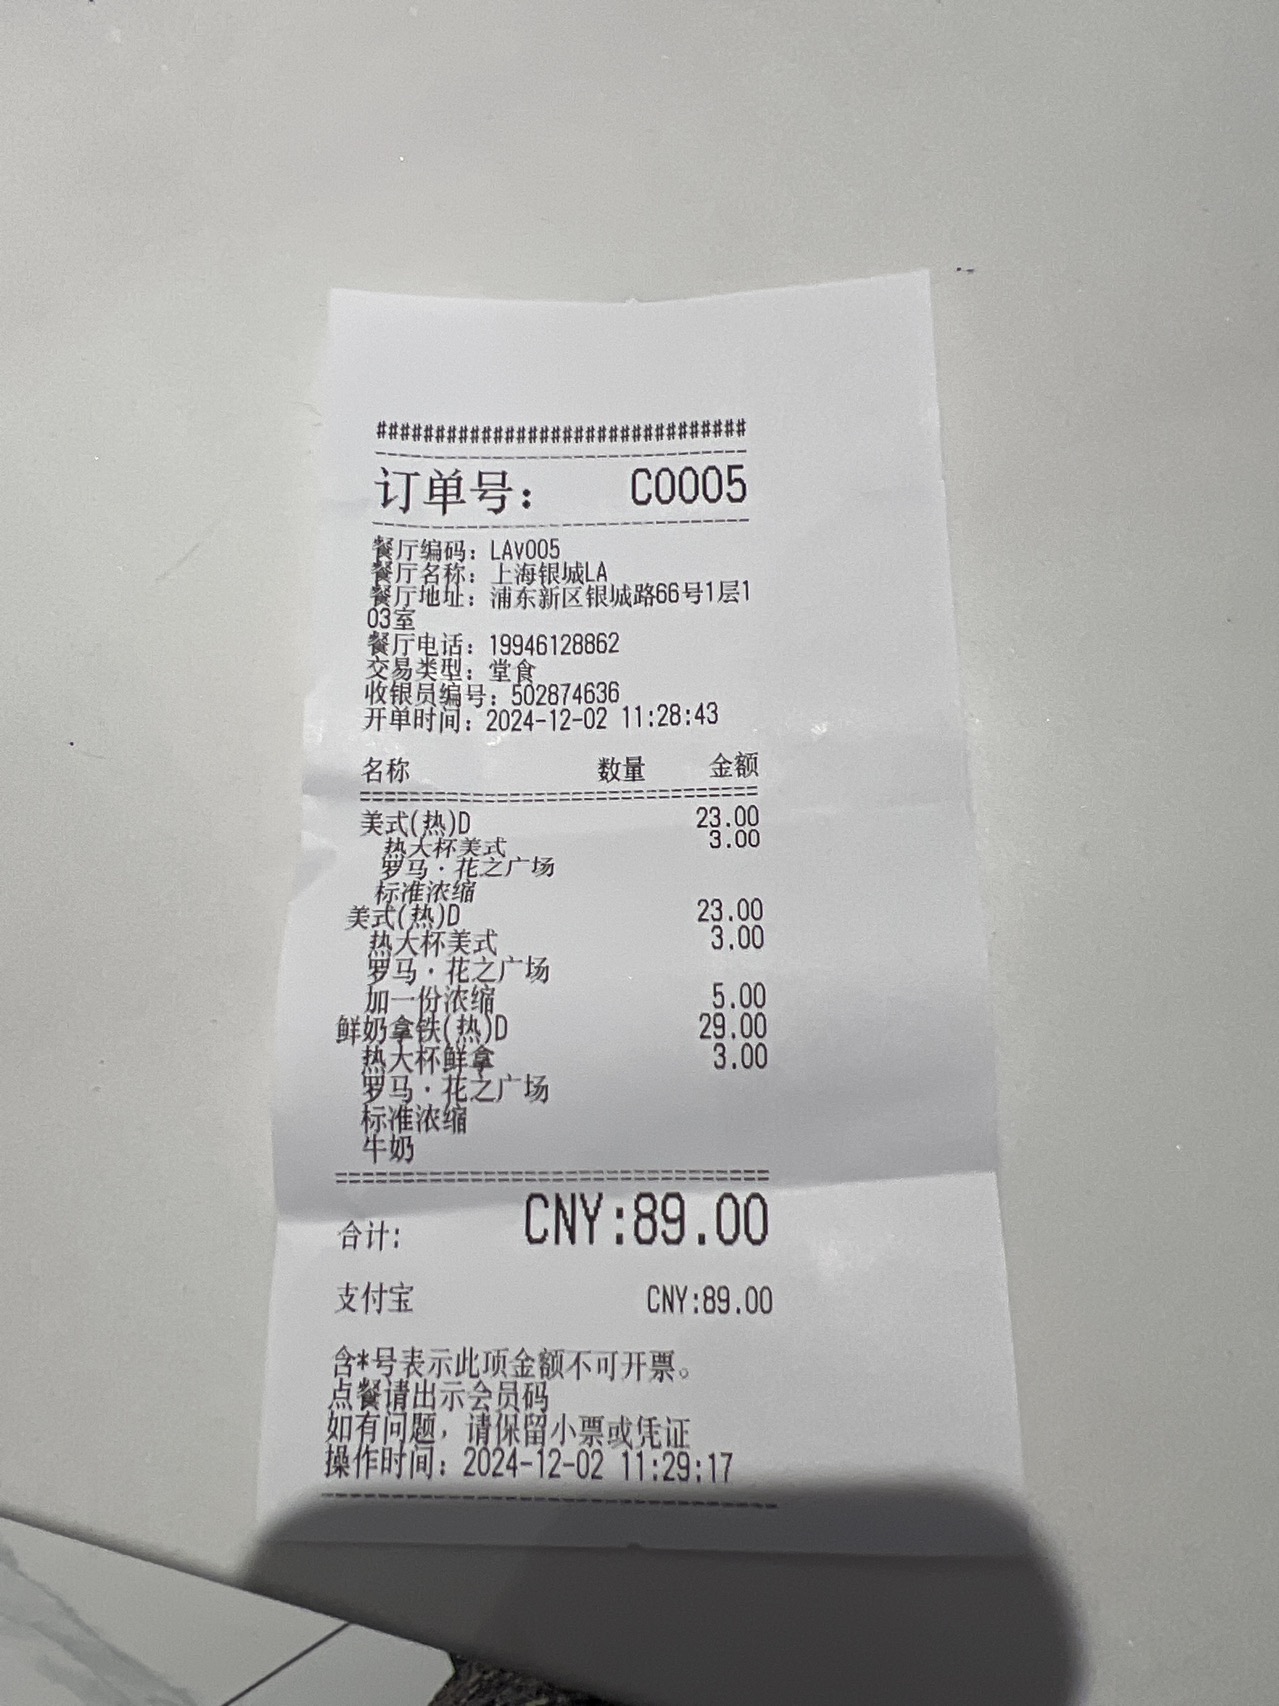 ################################
订单号： C0005
餐厅编码：LAV005
餐厅名称：上海银城LA
餐厅地址：浦东新区银城路66号1层1
03室
餐厅电话：19946128862
交易类型：堂食
收银员编号：502874636
开单时间：2024-12-02 11:28:43
名称 数量 金额
美式(热)D 23.00
热大杯美式 3.00
罗马·花之广场
标准浓缩
美式(热)D 23.00
热大杯美式 3.00
罗马·花之广场
加一份浓缩 5.00
鲜奶拿铁(热)D 29.00
热大杯鲜拿 3.00
罗马·花之广场
标准浓缩
牛奶
合计： CNY:89.00
支付宝 CNY:89.00
含*号表示此项金额不可开票。
点餐请出示会员码
如有问题，请保留小票或凭证
操作时间：2024-12-02 11:29:17